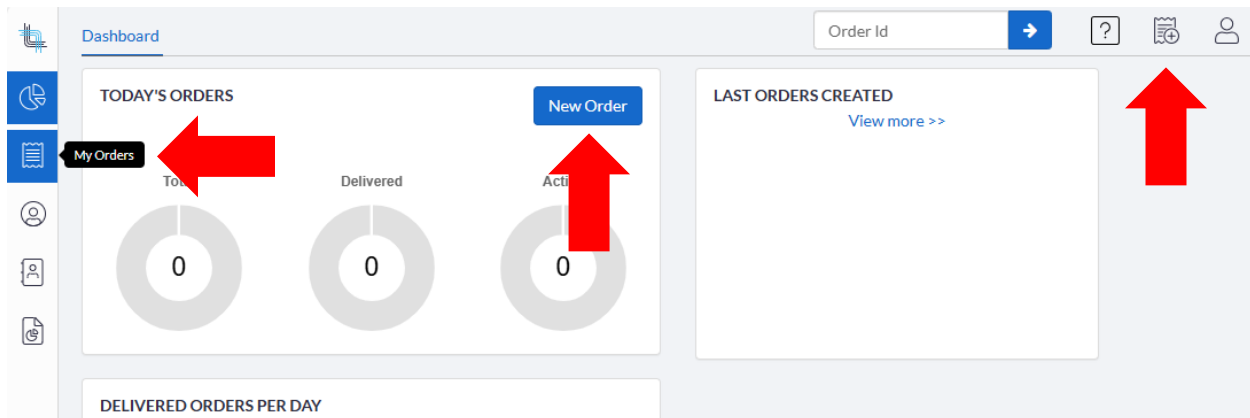 Dashboard
Order Id
?
TODAY'S ORDERS
New Order
LAST ORDERS CREATED
View more >>
My Orders
Delivered
0
0
0
DELIVERED ORDERS PER DAY